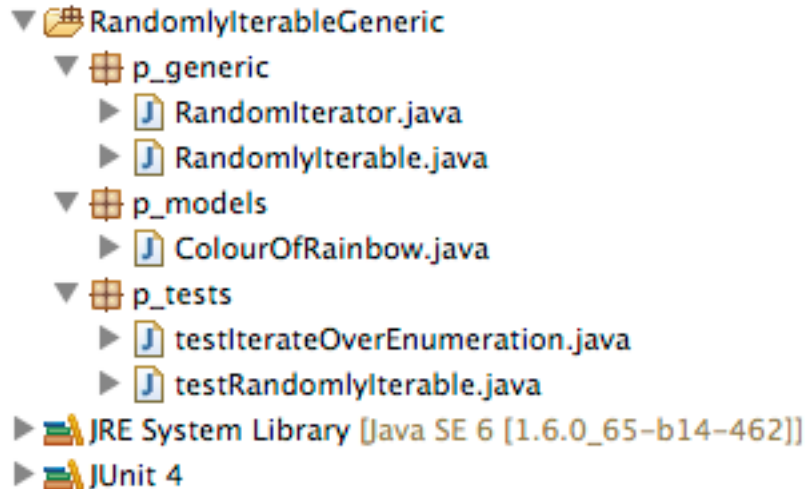 RandomlyIterableGeneric
p_generic
RandomIterator.java
RandomlyIterable.java
p_models
ColourOfRainbow.java
p_tests
testIterateOverEnumeration.java
testRandomlyIterable.java
JRE System Library [Java SE 6 [1.6.0_65-b14-462]]
JUnit 4